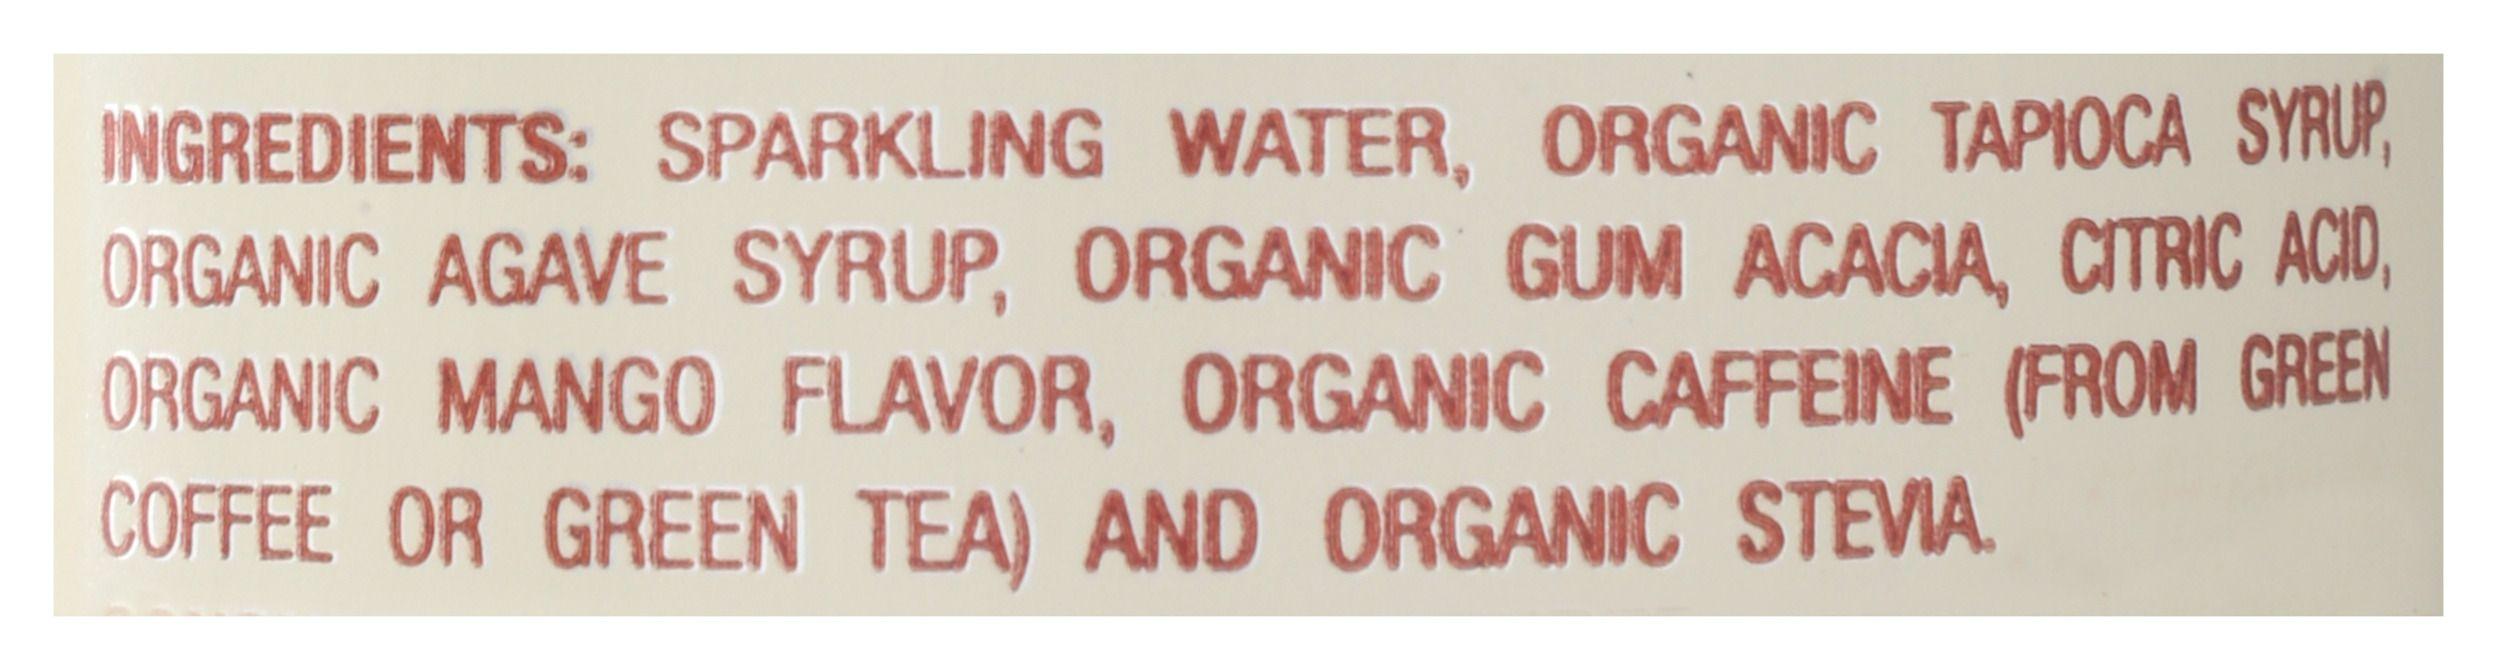 INGREDIENTS: SPARKLING WATER, ORGANIC TAPIOCA SYRUP,
ORGANIC AGAVE SYRUP, ORGANIC GUM ACACIA, CITRIC ACID,
ORGANIC MANGO FLAVOR, ORGANIC CAFFEINE (FROM GREEN
COFFEE OR GREEN TEA) AND ORGANIC STEVIA.